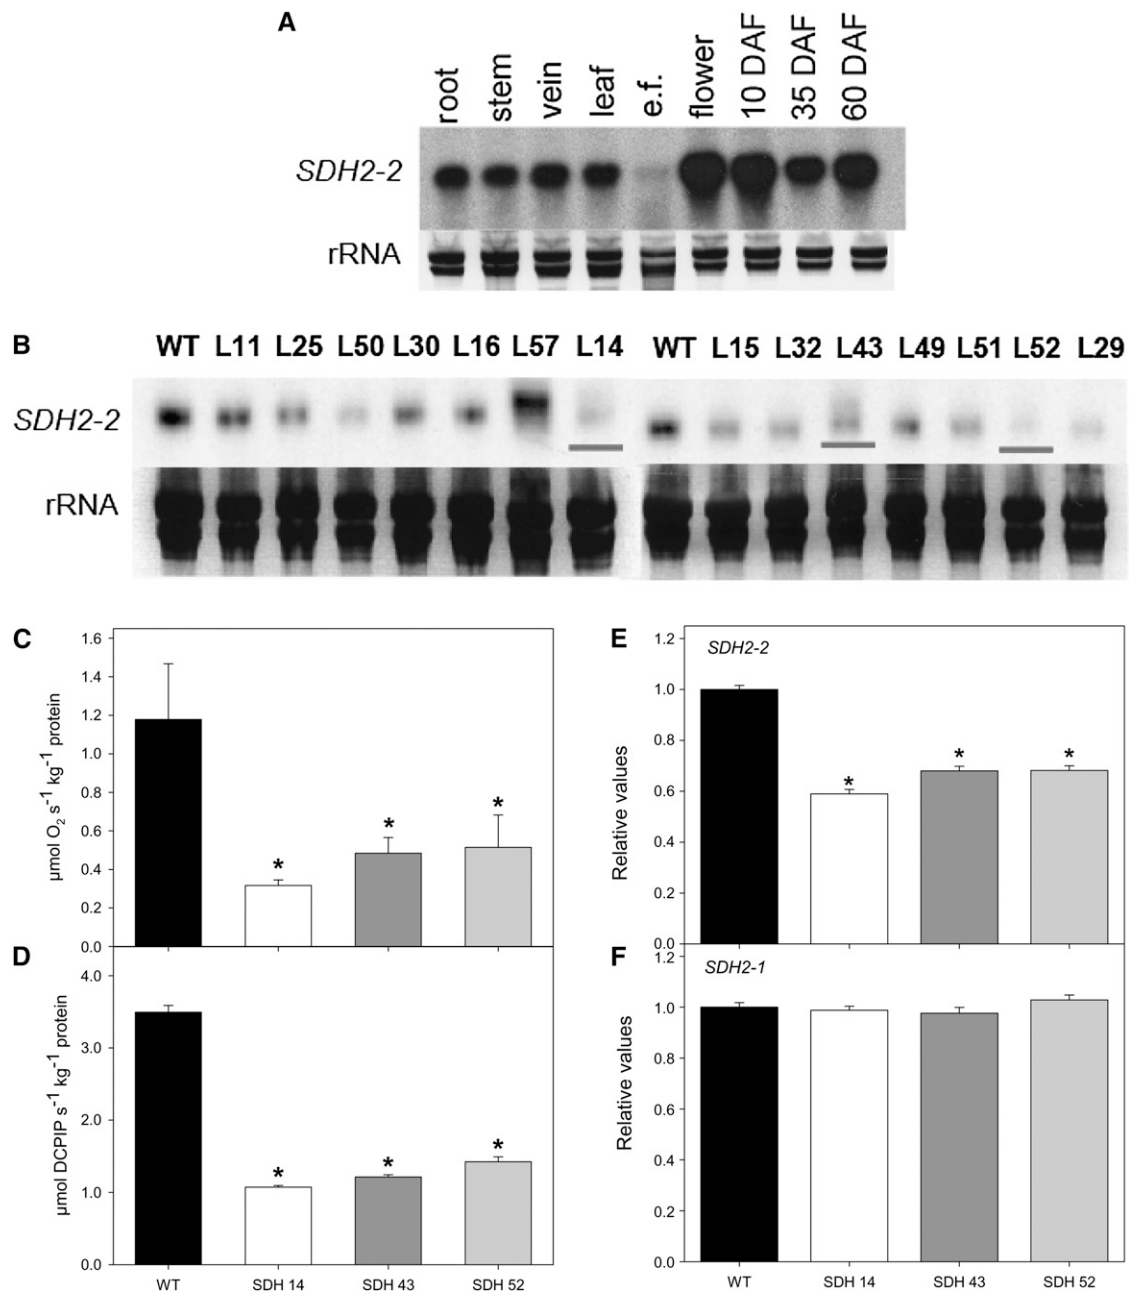 A
root stem vein leaf e.f. flower 10 DAF 35 DAF 60 DAF
SDH2-2
rRNA
B
WT L11 L25 L50 L30 L16 L57 L14 WT L15 L32 L43 L49 L51 L52 L29
SDH2-2
rRNA
C
µmol O2 s-1 kg-1 protein
1.6
1.4
1.2
1.0
0.8
0.6
0.4
0.2
0.0
* * *
D
µmol DCPIP s-1 kg-1 protein
4.0
3.0
2.0
1.0
0.0
* * *
WT SDH 14 SDH 43 SDH 52
E
SDH2-2
Relative values
1.2
1.0
0.8
0.6
0.4
0.2
0.0
* * *
F
SDH2-1
Relative values
1.2
1.0
0.8
0.6
0.4
0.2
0.0
WT SDH 14 SDH 43 SDH 52